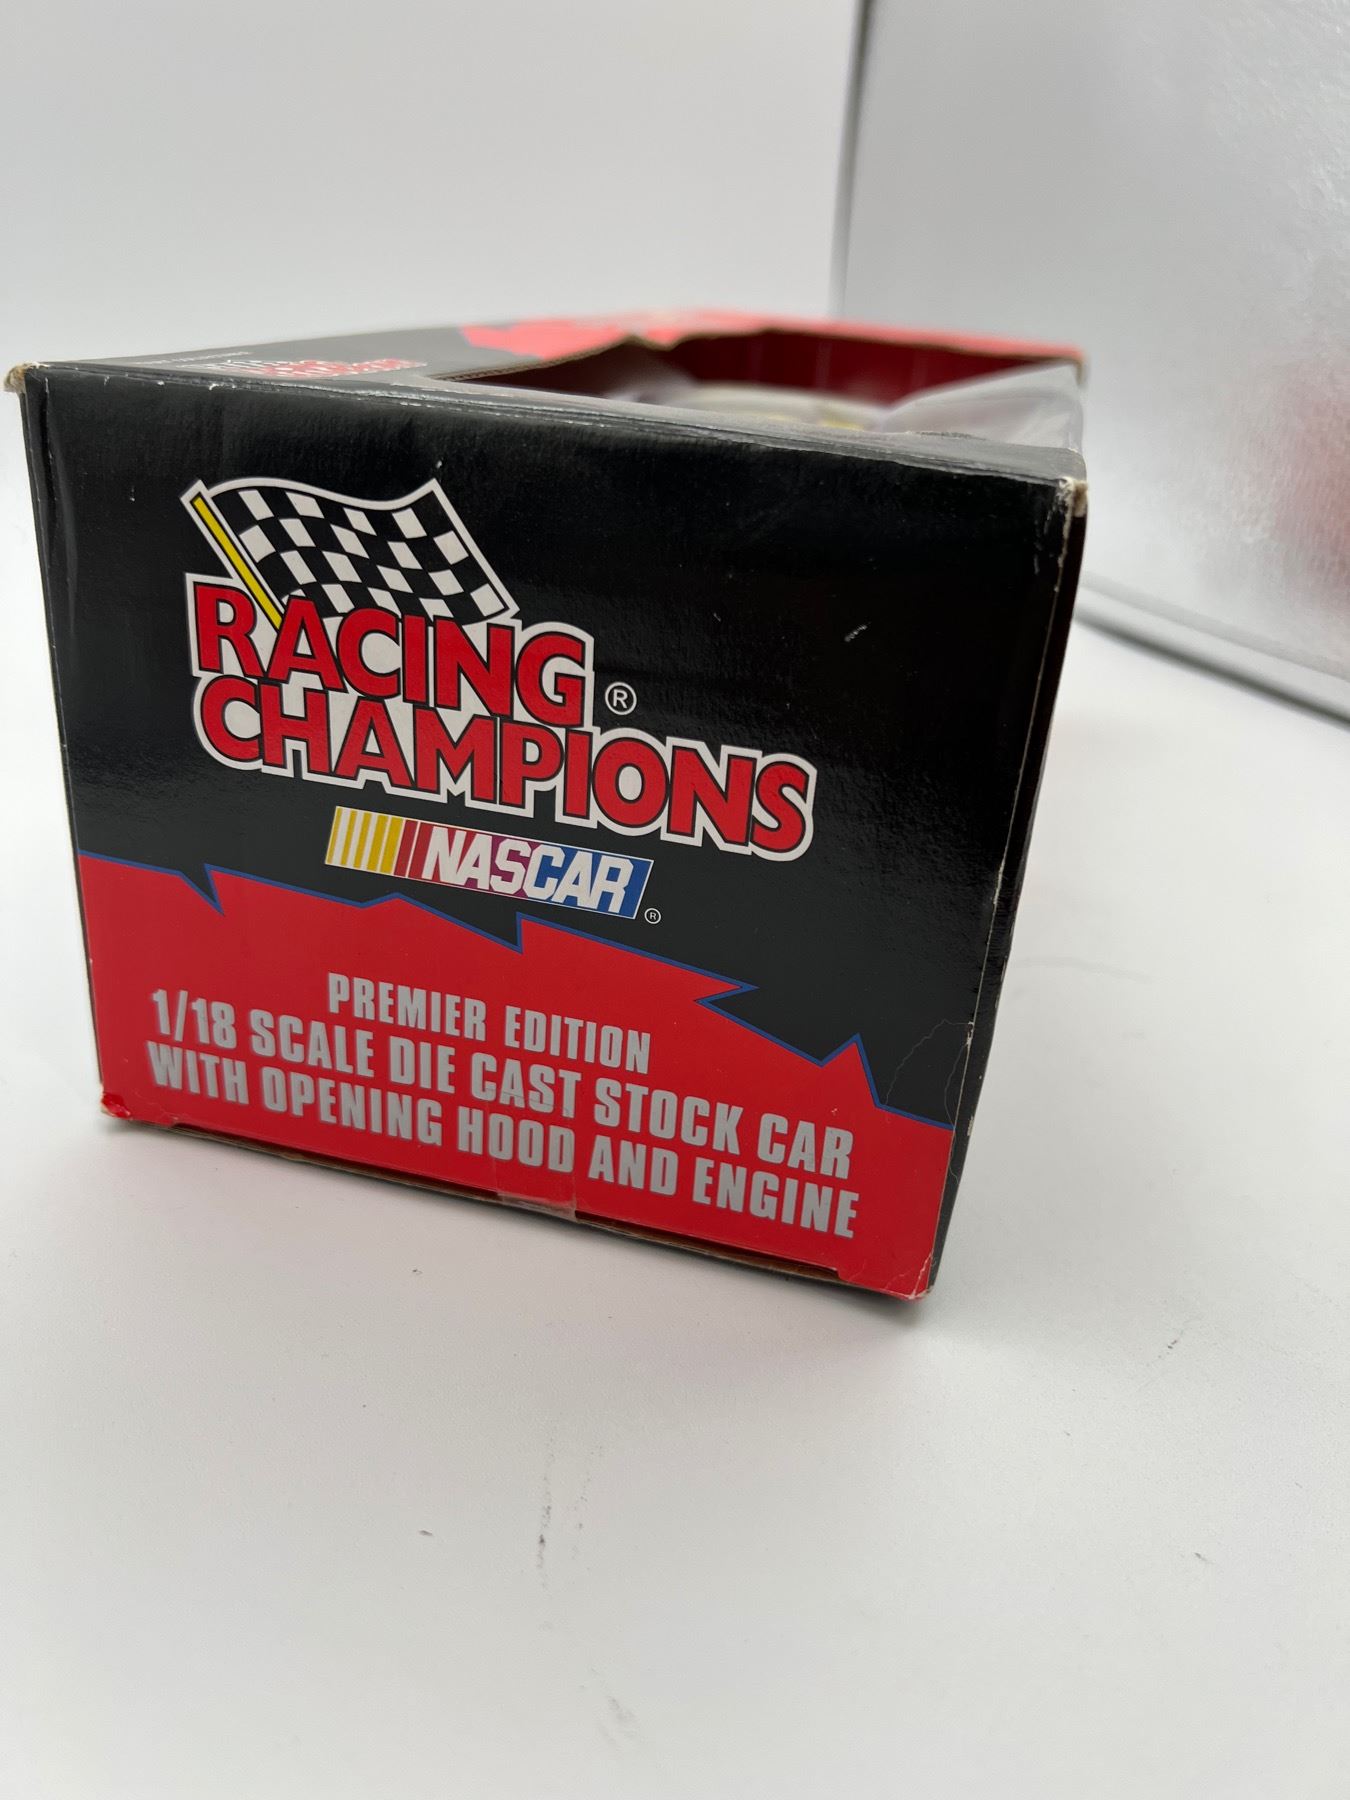 RACING
CHAMPIONS®
NASCAR®
PREMIER EDITION
1/18 SCALE DIE CAST STOCK CAR
WITH OPENING HOOD AND ENGINE